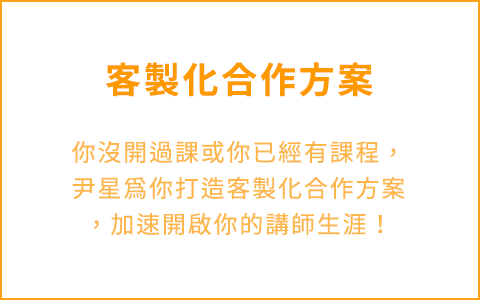 客製化合作方案
你沒開過課或你已經有課程，
尹星爲你打造客製化合作方案
，加速開啟你的講師生涯！